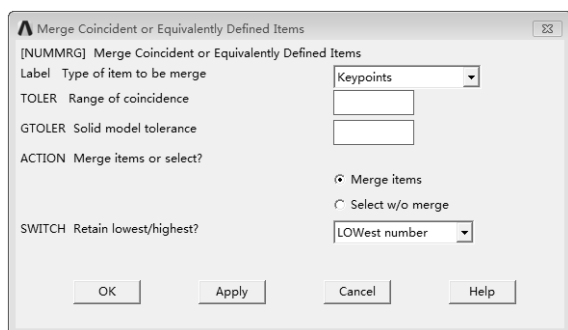 Merge Coincident or Equivalently Defined Items
[NUMMRG] Merge Coincident or Equivalently Defined Items
Label Type of item to be merge Keypoints
TOLER Range of coincidence
GTOLER Solid model tolerance
ACTION Merge items or select?
Merge items
Select w/o merge
SWITCH Retain lowest/highest? LOWest number
OK Apply Cancel Help